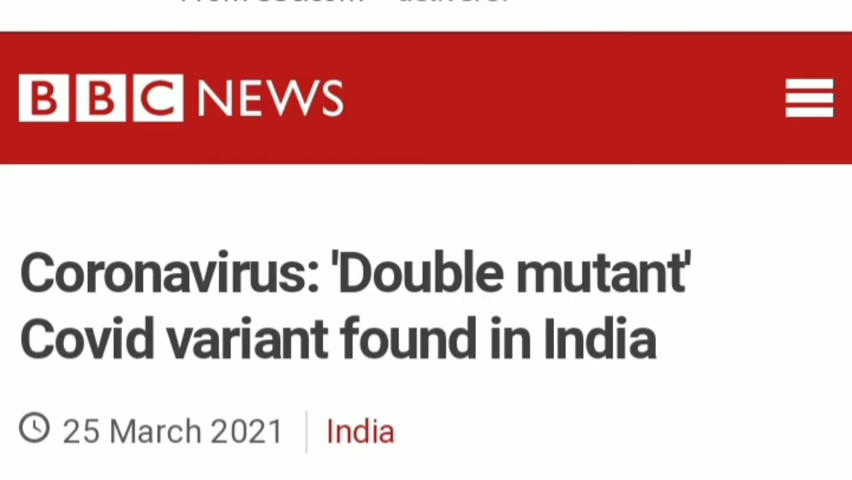 BBC NEWS
Coronavirus: 'Double mutant'
Covid variant found in India
25 March 2021 India